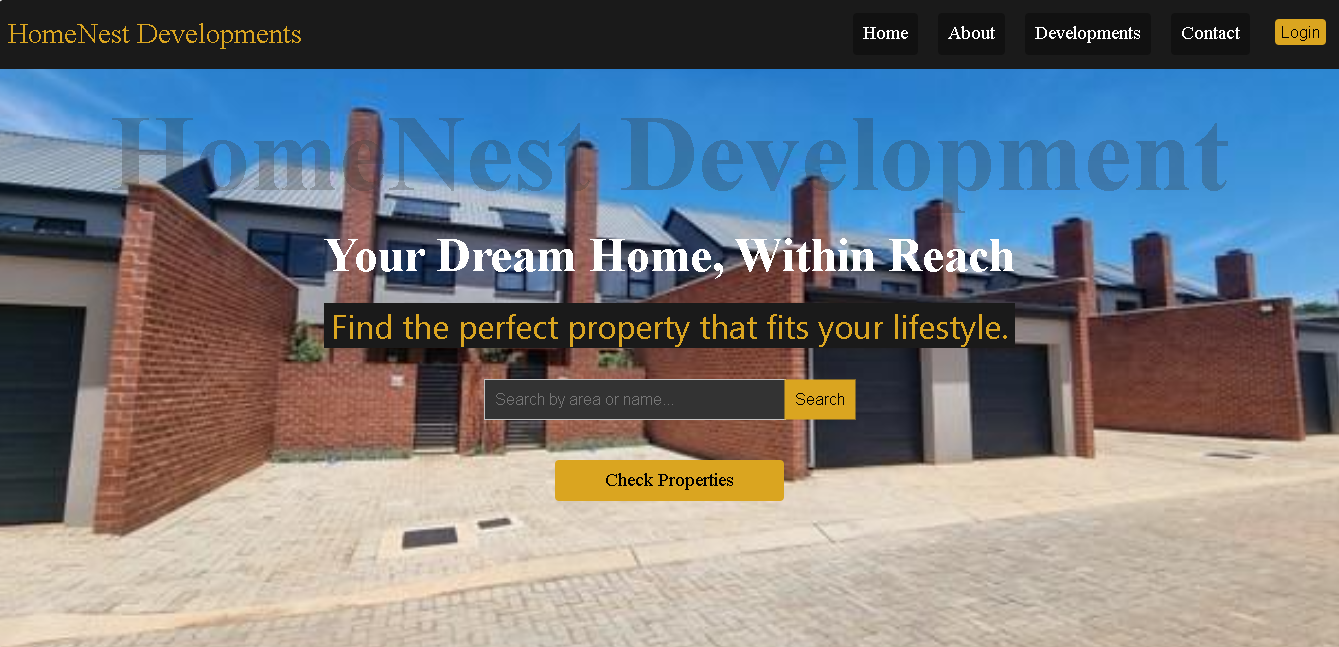 HomeNest Developments
Home About Developments Contact Login
HomeNest Development
Your Dream Home, Within Reach
Find the perfect property that fits your lifestyle.
Search by area or name... Search
Check Properties